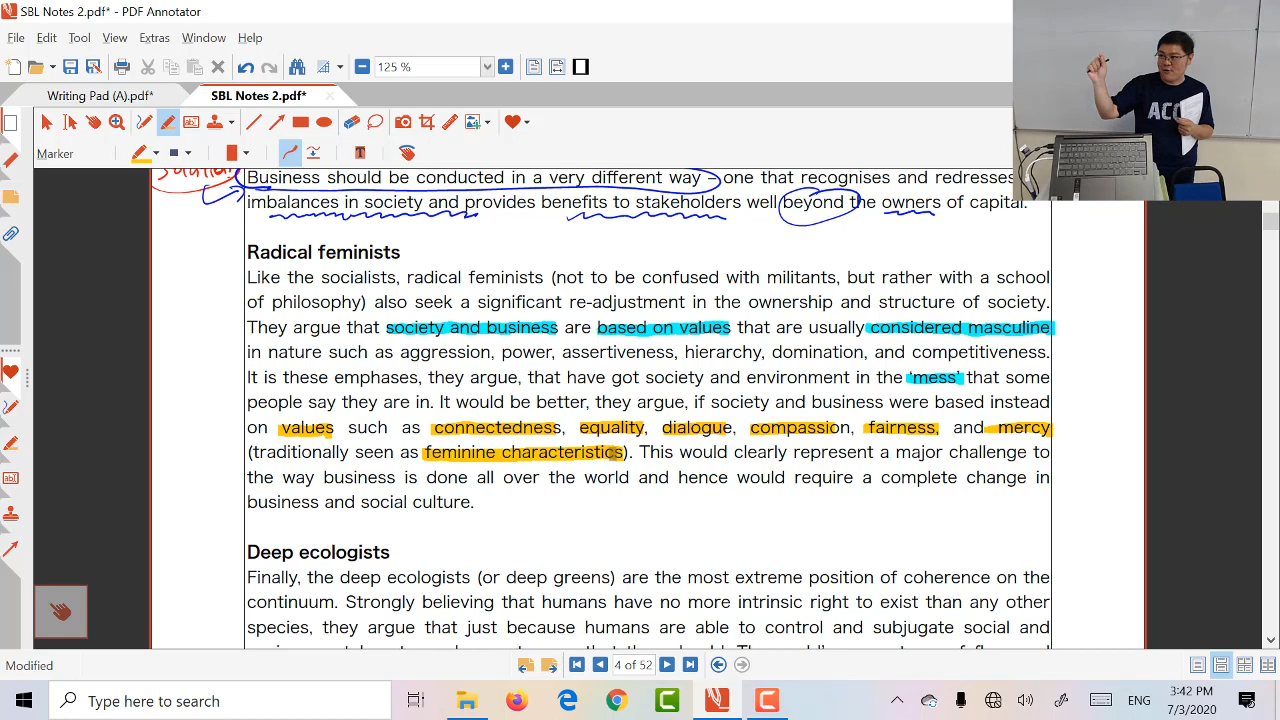 SBL Notes 2.pdf* - PDF Annotator
File Edit Tool View Extras Window Help
125 %
Writing Pad (A).pdf* SBL Notes 2.pdf*
Marker
Business should be conducted in a very different way – one that recognises and redresses
imbalances in society and provides benefits to stakeholders well beyond the owners of capital.
Radical feminists
Like the socialists, radical feminists (not to be confused with militants, but rather with a school
of philosophy) also seek a significant re-adjustment in the ownership and structure of society.
They argue that society and business are based on values that are usually considered masculine
in nature such as aggression, power, assertiveness, hierarchy, domination, and competitiveness.
It is these emphases, they argue, that have got society and environment in the ‘mess’ that some
people say they are in. It would be better, they argue, if society and business were based instead
on values such as connectedness, equality, dialogue, compassion, fairness, and mercy
(traditionally seen as feminine characteristics). This would clearly represent a major challenge to
the way business is done all over the world and hence would require a complete change in
business and social culture.
Deep ecologists
Finally, the deep ecologists (or deep greens) are the most extreme position of coherence on the
continuum. Strongly believing that humans have no more intrinsic right to exist than any other
species, they argue that just because humans are able to control and subjugate social and
Modified
4 of 52
Type here to search
ENG
3:42 PM
7/3/2020